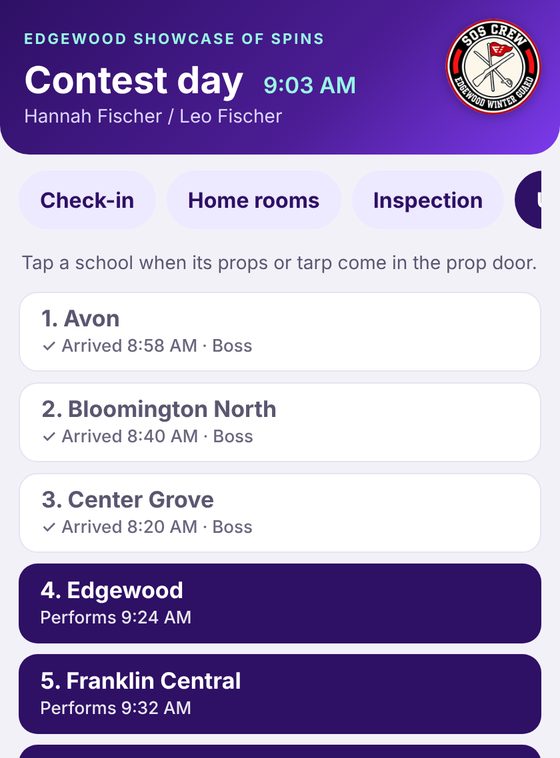 EDGEWOOD SHOWCASE OF SPINS
Contest day 9:03 AM
Hannah Fischer / Leo Fischer
SOS CREW
EDGEWOOD WINTER GUARD
Check-in
Home rooms
Inspection
Tap a school when its props or tarp come in the prop door.
1. Avon
✓ Arrived 8:58 AM · Boss
2. Bloomington North
✓ Arrived 8:40 AM · Boss
3. Center Grove
✓ Arrived 8:20 AM · Boss
4. Edgewood
Performs 9:24 AM
5. Franklin Central
Performs 9:32 AM